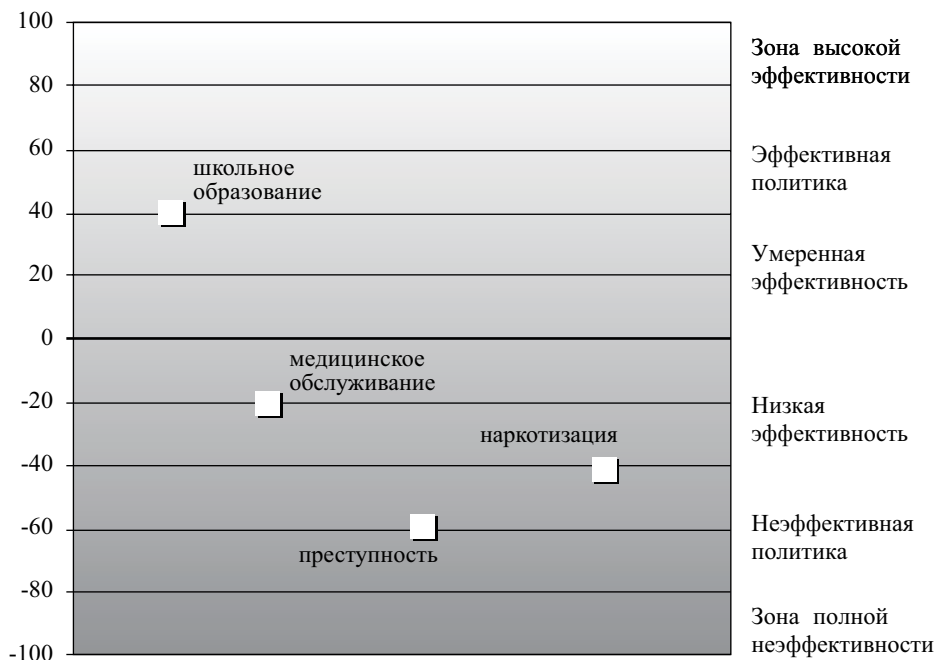 100
Зона высокой
эффективности
80
60
Эффективная
политика
школьное
образование
40
Умеренная
эффективность
20
0
медицинское
обслуживание
-20
Низкая
эффективность
наркотизация
-40
Неэффективная
политика
-60
преступность
-80
Зона полной
неэффективности
-100